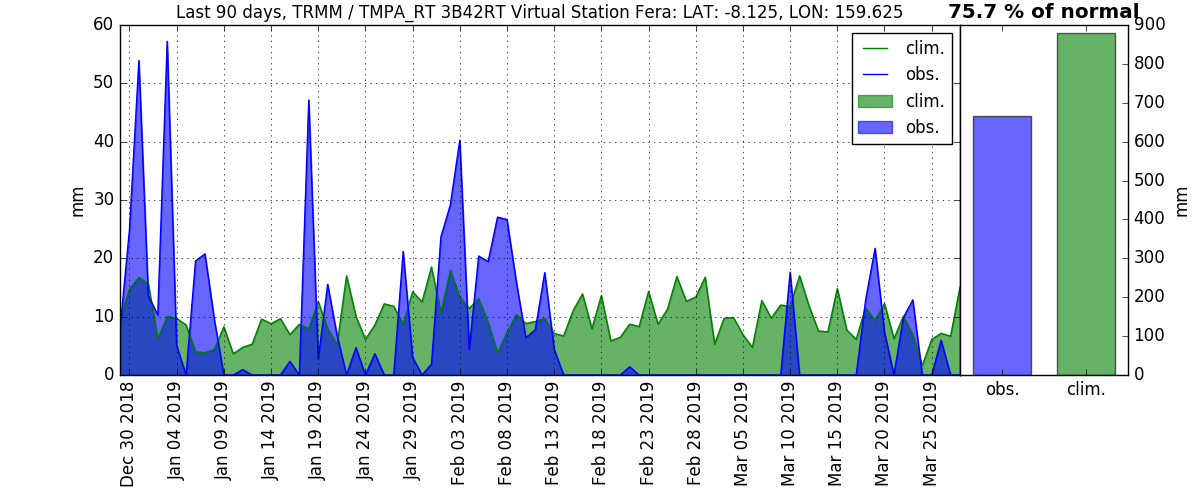 Last 90 days, TRMM / TMPA_RT 3B42RT Virtual Station Fera: LAT: -8.125, LON: 159.625
75.7 % of normal
60
50
40
30
20
10
0
mm
clim.
obs.
clim.
obs.
900
800
700
600
500
400
300
200
100
0
mm
Dec 30 2018
Jan 04 2019
Jan 09 2019
Jan 14 2019
Jan 19 2019
Jan 24 2019
Jan 29 2019
Feb 03 2019
Feb 08 2019
Feb 13 2019
Feb 18 2019
Feb 23 2019
Feb 28 2019
Mar 05 2019
Mar 10 2019
Mar 15 2019
Mar 20 2019
Mar 25 2019
obs.
clim.